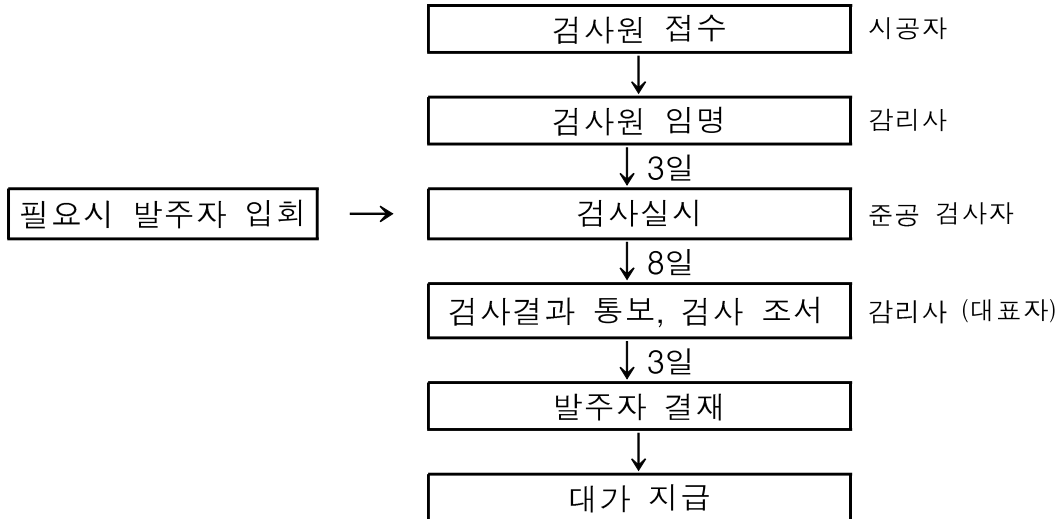 검사원 접수 시공자
검사원 임명 감리사
3일
필요시 발주자 입회 → 검사실시 준공 검사자
8일
검사결과 통보, 검사 조서 감리사 (대표자)
3일
발주자 결재
대가 지급